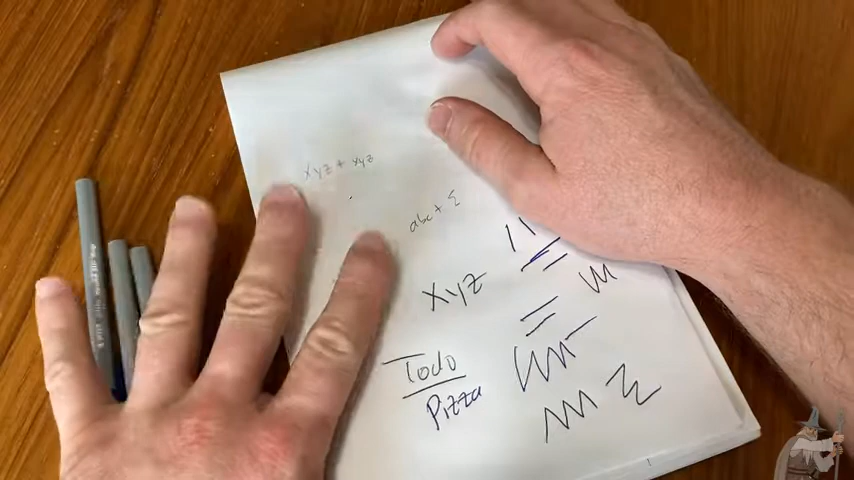 xyz + xyz
abc + Σ
xyz
Todo
Pizza